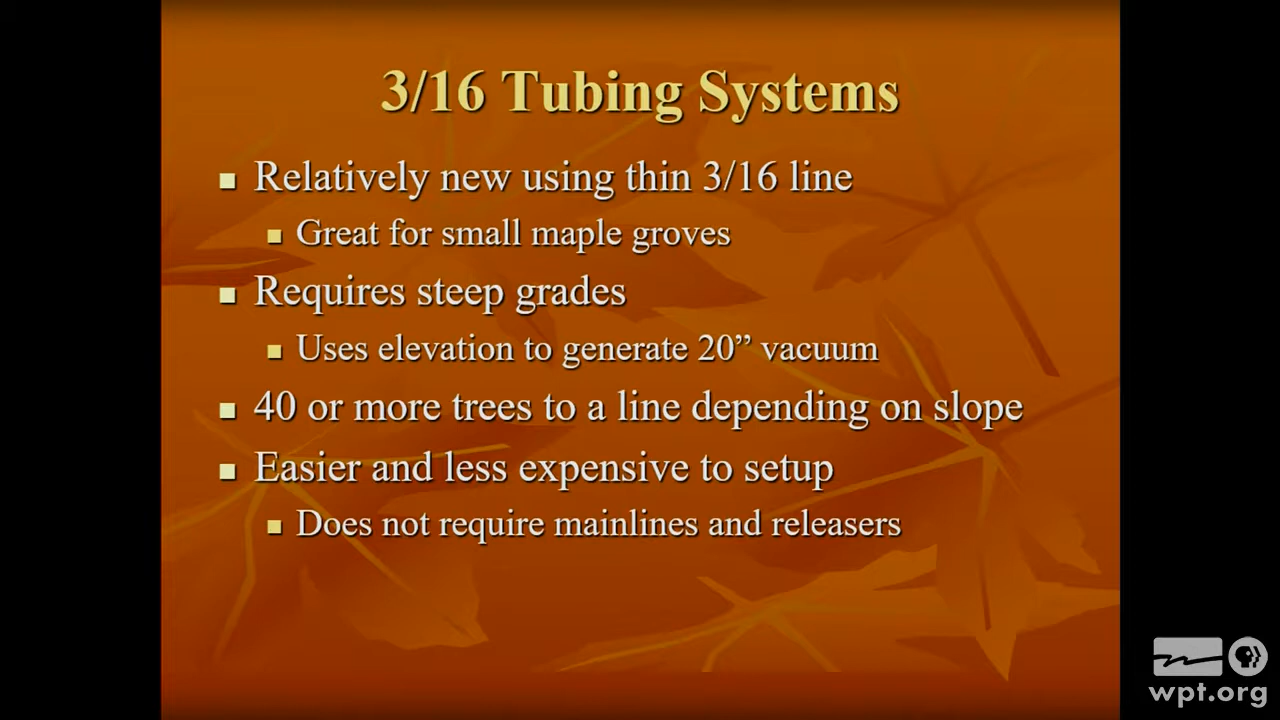 3/16 Tubing Systems
Relatively new using thin 3/16 line
Great for small maple groves
Requires steep grades
Uses elevation to generate 20” vacuum
40 or more trees to a line depending on slope
Easier and less expensive to setup
Does not require mainlines and releasers
wpt.org